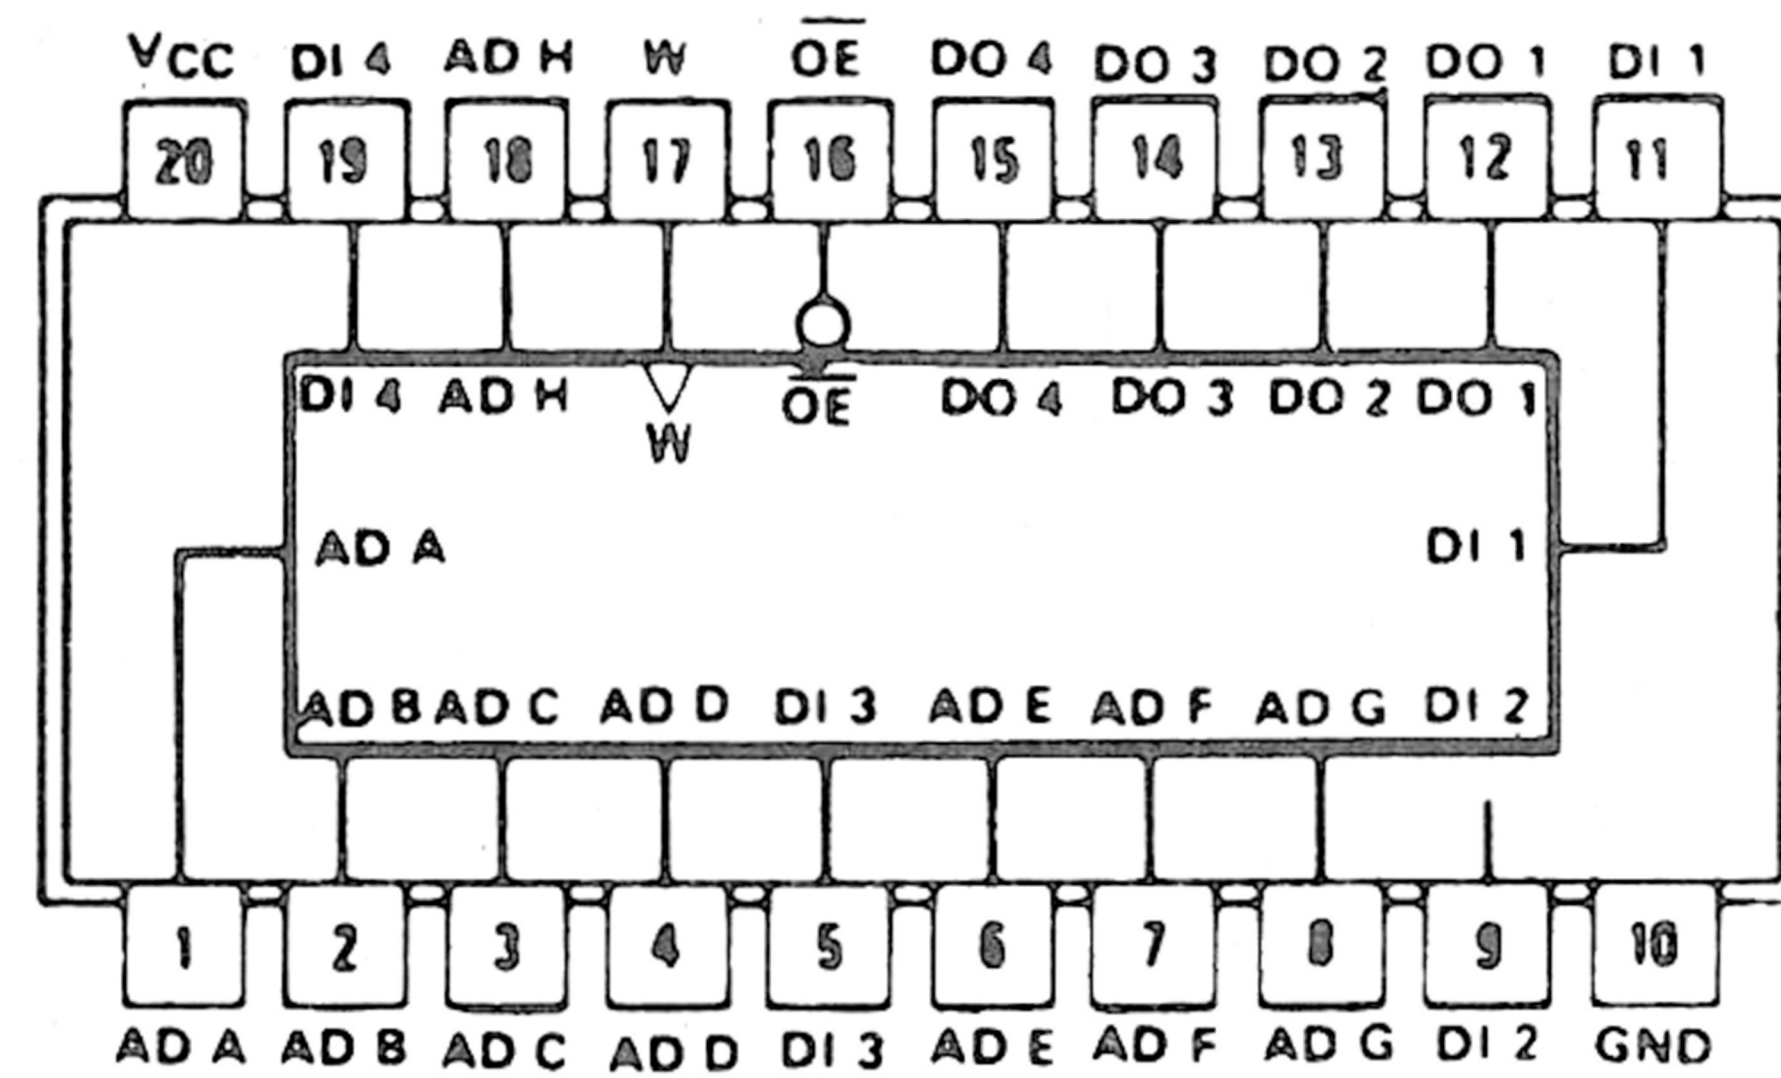 VCC DI 4 AD H W OE DO 4 DO 3 DO 2 DO 1 DI 1
20 19 18 17 16 15 14 13 12 11
DI 4 AD H W OE DO 4 DO 3 DO 2 DO 1
AD A DI 1
AD B AD C AD D DI 3 AD E AD F AD G DI 2
1 2 3 4 5 6 7 8 9 10
AD A AD B AD C AD D DI 3 AD E AD F AD G DI 2 GND